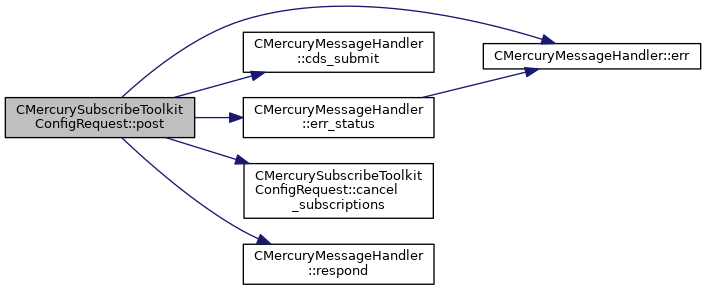 CMercurySubscribeToolkit
ConfigRequest::post
CMercuryMessageHandler
::cds_submit
CMercuryMessageHandler::err
CMercuryMessageHandler
::err_status
CMercurySubscribeToolkit
ConfigRequest::cancel
_subscriptions
CMercuryMessageHandler
::respond